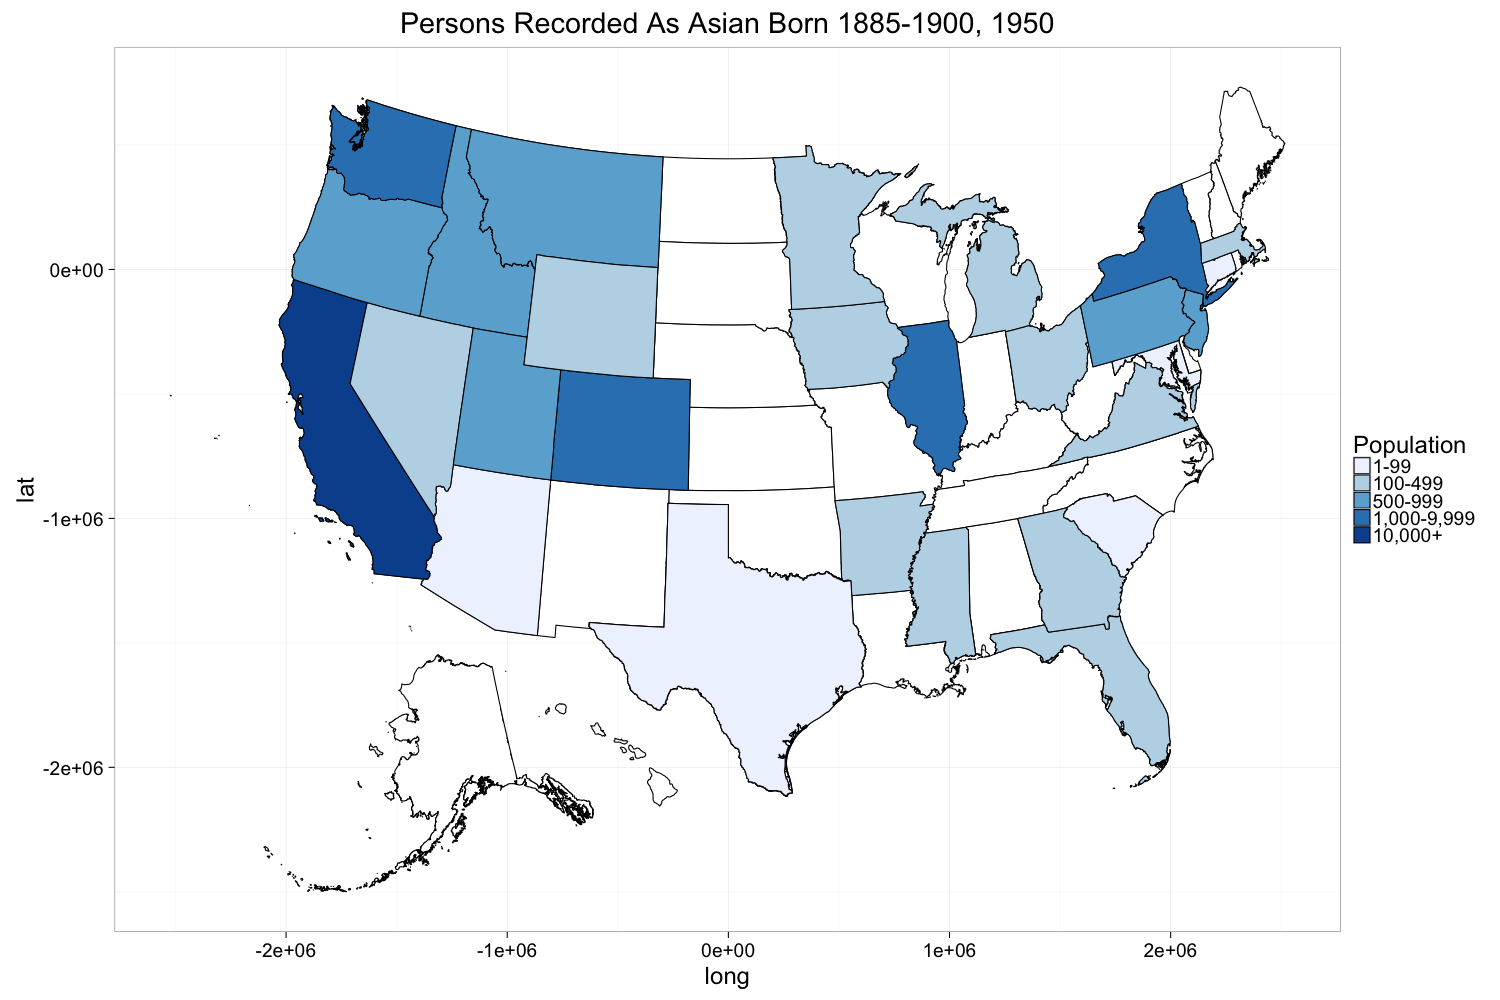 Persons Recorded As Asian Born 1885-1900, 1950
0e+00
-1e+06
-2e+06
lat
-2e+06
-1e+06
0e+00
1e+06
2e+06
long
Population
1-99
100-499
500-999
1,000-9,999
10,000+